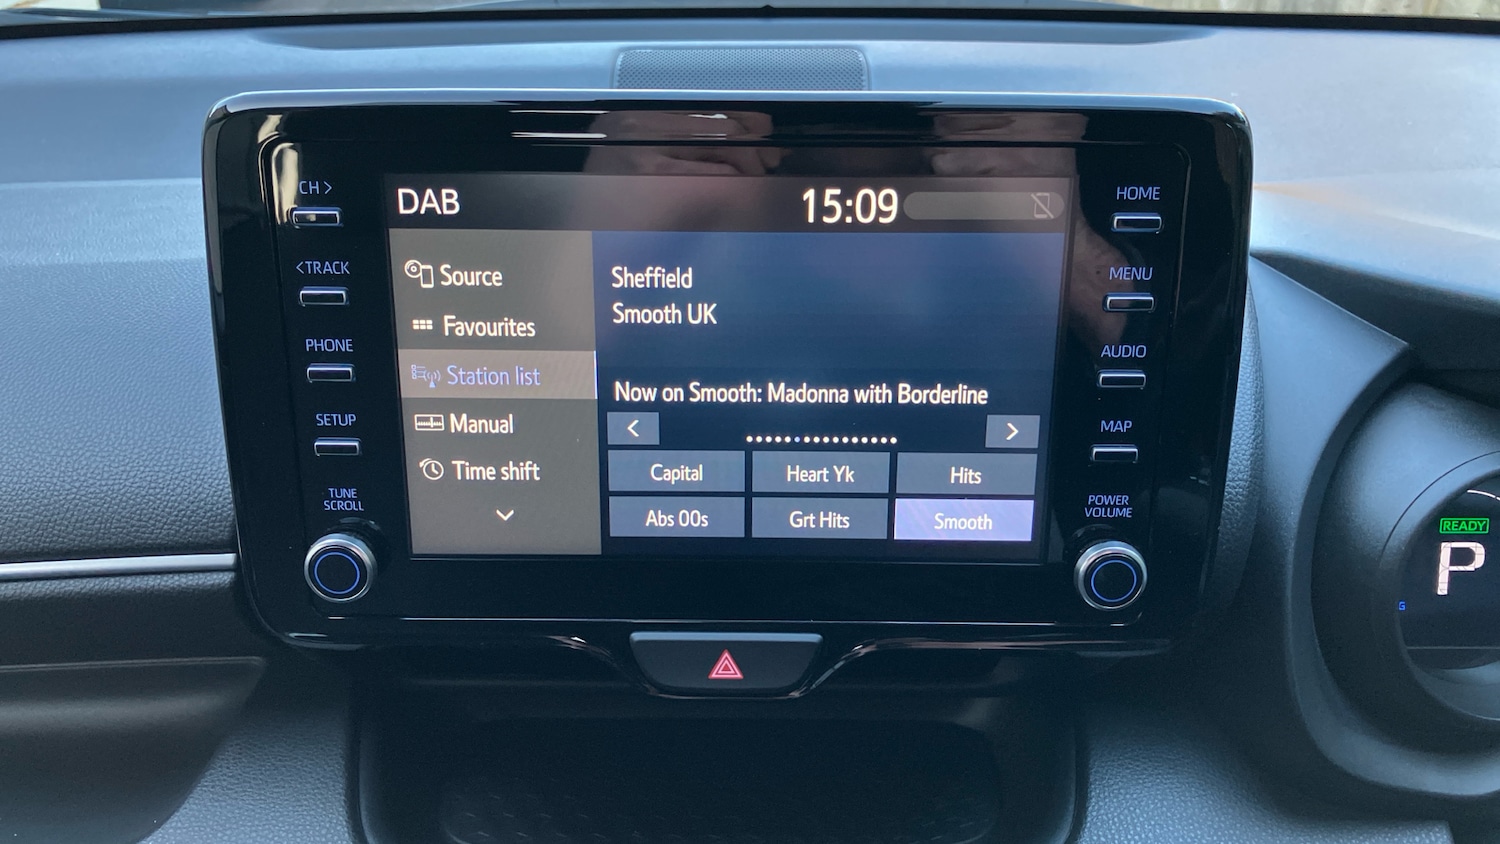 CH >
<TRACK
PHONE
SETUP
TUNE
SCROLL
DAB
15:09
Source
Favourites
Station list
Manual
Time shift
Sheffield
Smooth UK
Now on Smooth: Madonna with Borderline
Capital
Heart Yk
Hits
Abs 00s
Grt Hits
Smooth
HOME
MENU
AUDIO
MAP
POWER
VOLUME
READY
P